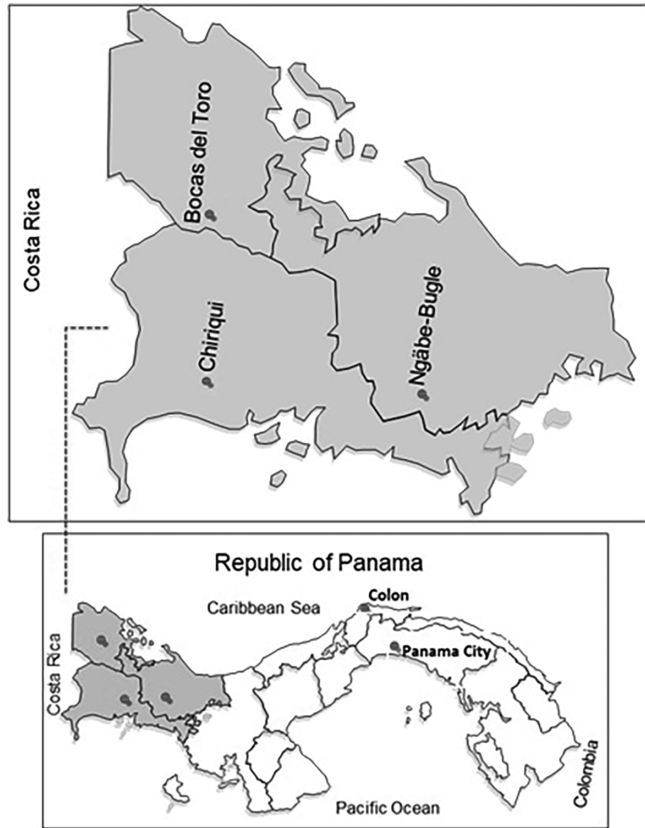 Costa Rica
Bocas del Toro
Chiriqui
Ngäbe-Bugle
Republic of Panama
Caribbean Sea
Colon
Panama City
Costa Rica
Colombia
Pacific Ocean